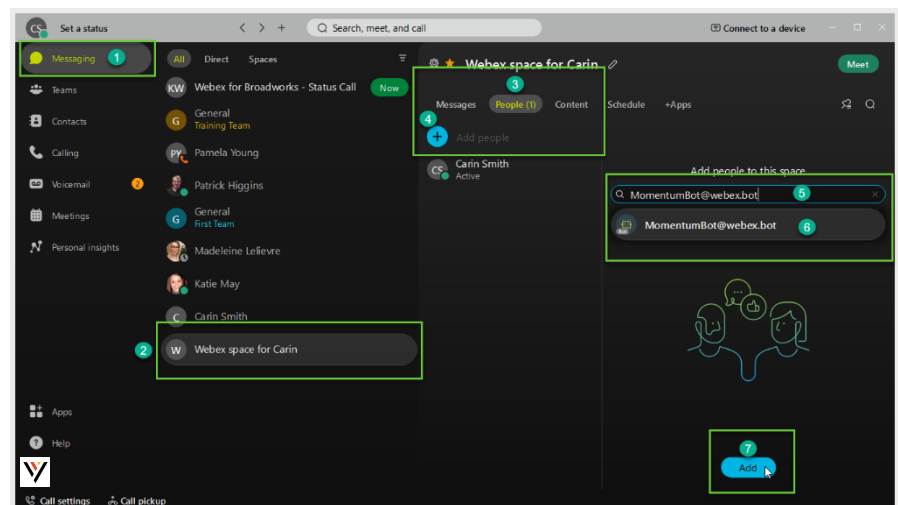 CS Set a status
Search, meet, and call
Connect to a device
Messaging 1
Teams
Contacts
Calling
Voicemail 2
Meetings
Personal insights
Apps
Help
Call settings Call pickup
All Direct Spaces
KW Webex for Broadworks - Status Call Now
G General
Training Team
PY Pamela Young
Patrick Higgins
G General
First Team
Madeleine Lelievre
Katie May
C Carin Smith
2 W Webex space for Carin
Webex space for Carin
Meet
3
Messages People (1) Content Schedule +Apps
4
Add people
CS Carin Smith
Active
Add people to this space
MomentumBot@webex.bot 5
Bot MomentumBot@webex.bot 6
7
Add